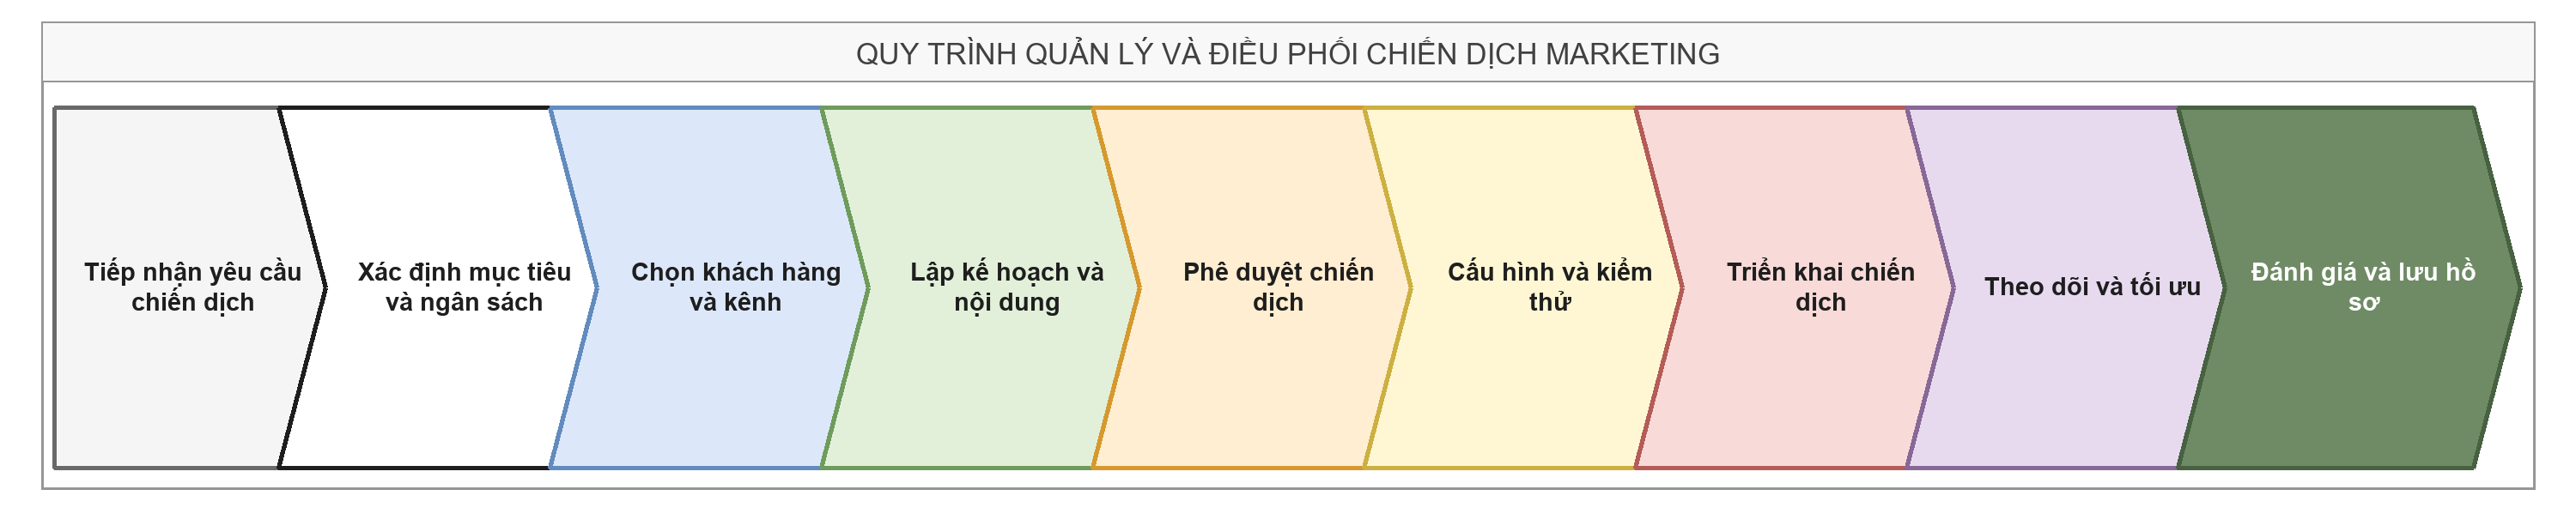 QUY TRÌNH QUẢN LÝ VÀ ĐIỀU PHỐI CHIẾN DỊCH MARKETING
Tiếp nhận yêu cầu
chiến dịch
Xác định mục tiêu
và ngân sách
Chọn khách hàng
và kênh
Lập kế hoạch và
nội dung
Phê duyệt chiến
dịch
Cấu hình và kiểm
thử
Triển khai chiến
dịch
Theo dõi và tối ưu
Đánh giá và lưu hồ
sơ